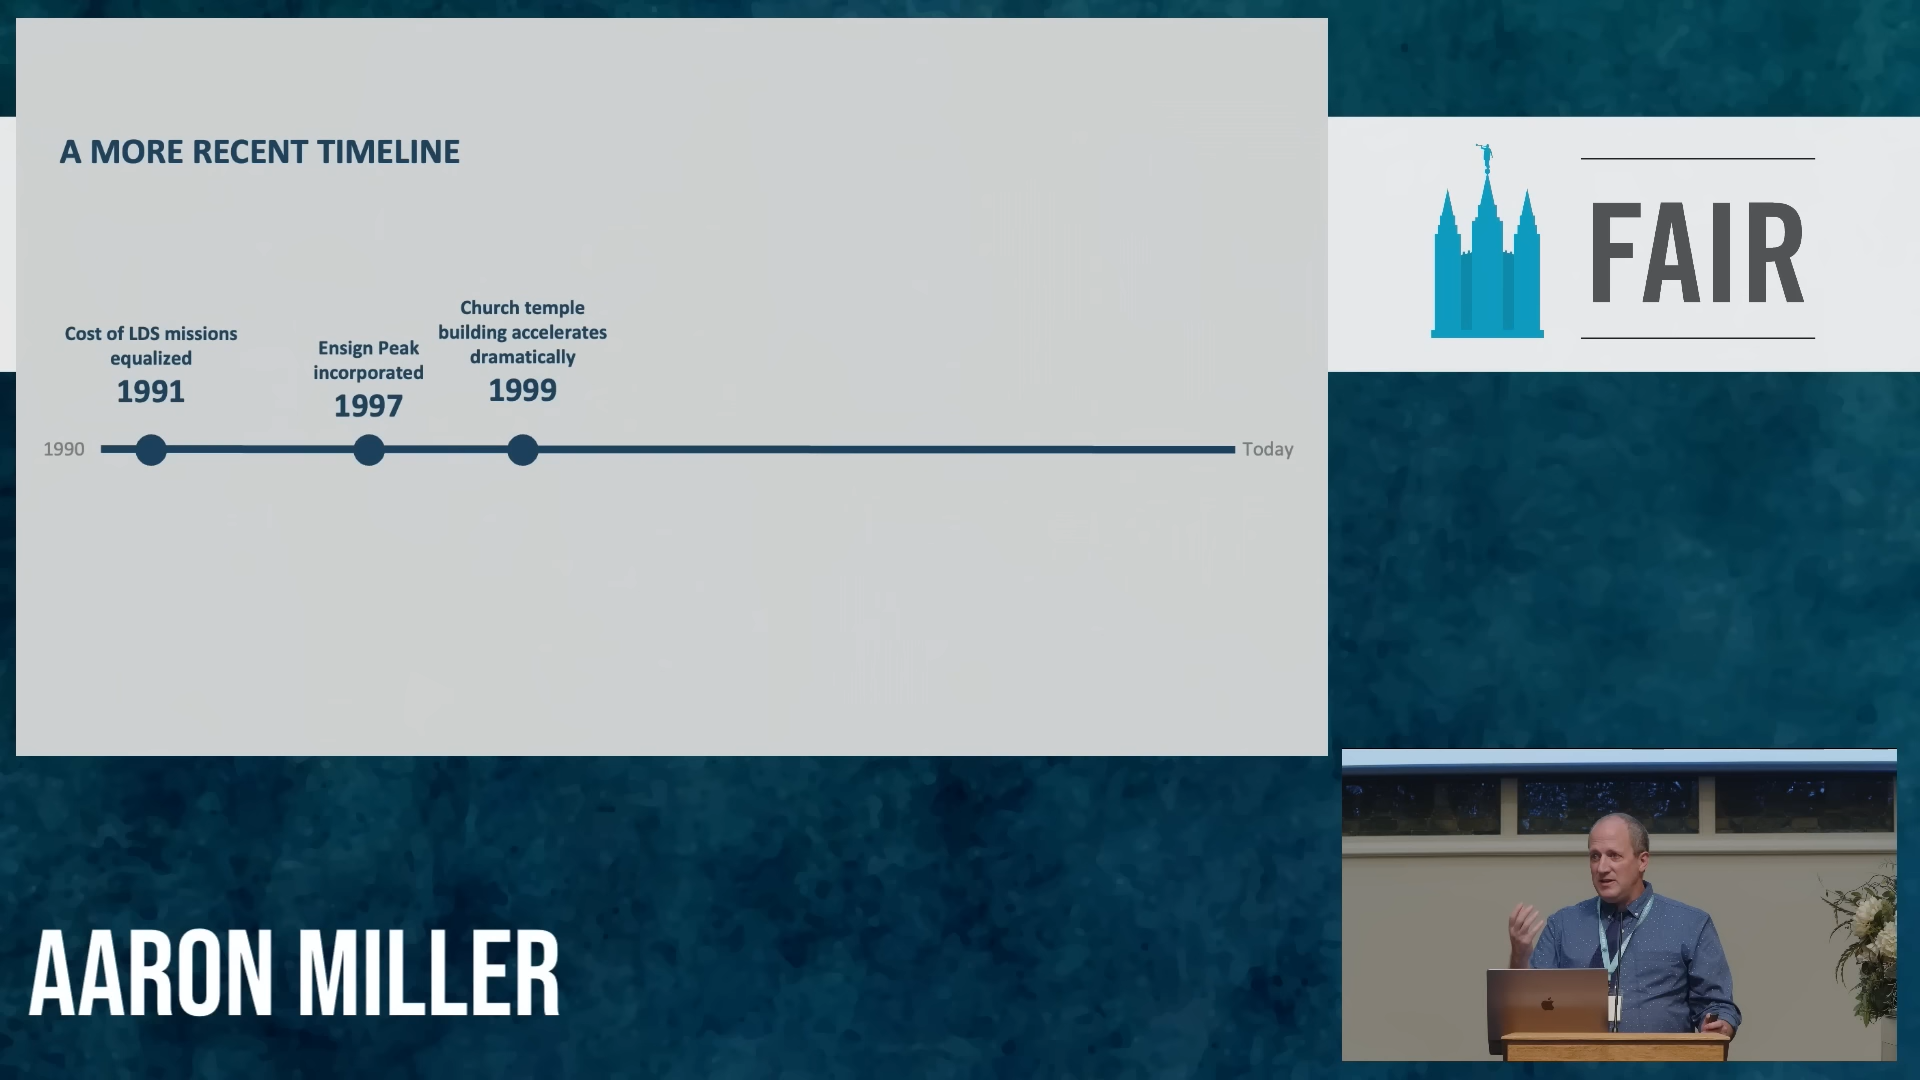 A MORE RECENT TIMELINE
Cost of LDS missions
equalized
1991
Ensign Peak
incorporated
1997
Church temple
building accelerates
dramatically
1999
1990
Today
FAIR
AARON MILLER